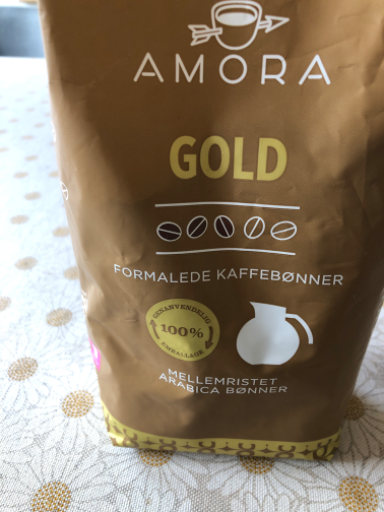 AMORA
GOLD
FORMALEDE KAFFEBØNNER
GENANVENDELIG
100%
EMBALLAGE
MELLEMRISTET
ARABICA BØNNER